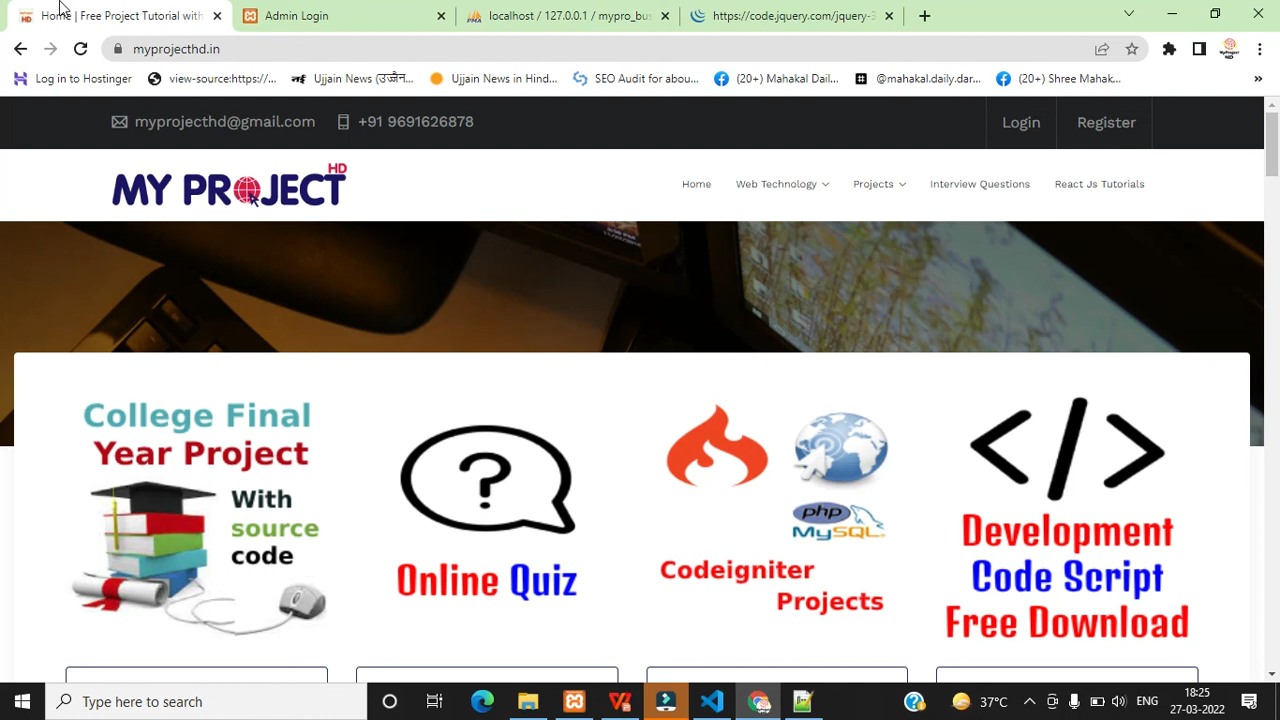 Home | Free Project Tutorial with
Admin Login
localhost / 127.0.0.1 / mypro_bus
https://code.jquery.com/jquery-3
myprojecthd.in
Log in to Hostinger
view-source:https://...
Ujjain News (उज्जैन...
Ujjain News in Hind...
SEO Audit for abou...
(20+) Mahakal Dail...
@mahakal.daily.dar...
(20+) Shree Mahak...
»
myprojecthd@gmail.com
+91 9691626878
Login
Register
MY PROJECT HD
Home
Web Technology
Projects
Interview Questions
React Js Tutorials
College Final
Year Project
With
source
code
?
Online Quiz
php
MySQL
Codeigniter
Projects
</>
Development
Code Script
Free Download
Type here to search
37°C
ENG
18:25
27-03-2022